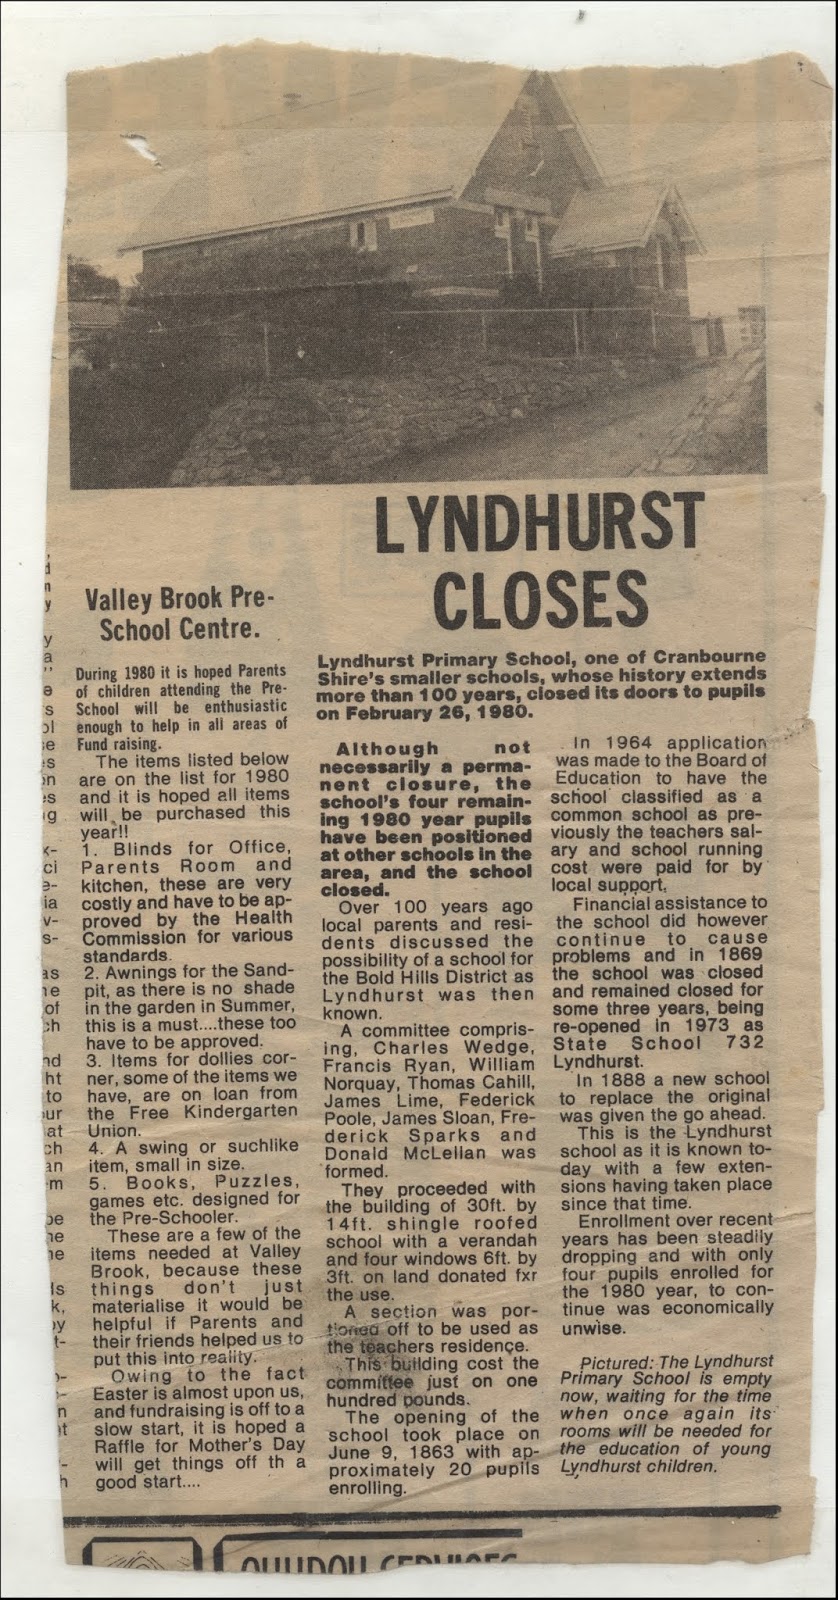 LYNDHURST
CLOSES
Lyndhurst Primary School, one of Cranbourne
Shire's smaller schools, whose history extends
more than 100 years, closed its doors to pupils
on February 26, 1980.
Although not
necessarily a perma-
nent closure, the
school's four remain-
ing 1980 year pupils
have been positioned
at other schools in the
area, and the school
closed.
Over 100 years ago
local parents and resi-
dents discussed the
possibility of a school for
the Bold Hills District as
Lyndhurst was then
known.
A committee compris-
ing, Charles Wedge,
Francis Ryan, William
Norquay, Thomas Cahill,
James Lime, Federick
Poole, James Sloan, Fre-
derick Sparks and
Donald McLellan was
formed.
They proceeded with
the building of 30ft. by
14ft. shingle roofed
school with a verandah
and four windows 6ft. by
3ft. on land donated fxr
the use.
A section was por-
tioned off to be used as
the teachers residence.
This building cost the
committee just on one
hundred pounds.
The opening of the
school took place on
June 9, 1863 with ap-
proximately 20 pupils
enrolling.
In 1964 application
was made to the Board of
Education to have the
school classified as a
common school as pre-
viously the teachers sal-
ary and school running
cost were paid for by
local support.
Financial assistance to
the school did however
continue to cause
problems and in 1869
the school was closed
and remained closed for
some three years, being
re-opened in 1973 as
State School 732
Lyndhurst.
In 1888 a new school
to replace the original
was given the go ahead.
This is the Lyndhurst
school as it is known to-
day with a few exten-
sions having taken place
since that time.
Enrollment over recent
years has been steadily
dropping and with only
four pupils enrolled for
the 1980 year, to con-
tinue was economically
unwise.
Pictured: The Lyndhurst
Primary School is empty
now, waiting for the time
when once again its
rooms will be needed for
the education of young
Lyndhurst children.
Valley Brook Pre-
School Centre.
During 1980 it is hoped Parents
of children attending the Pre-
School will be enthusiastic
enough to help in all areas of
Fund raising.
The items listed below
are on the list for 1980
and it is hoped all items
will be purchased this
year!!
1. Blinds for Office,
Parents Room and
kitchen, these are very
costly and have to be ap-
proved by the Health
Commission for various
standards.
2. Awnings for the Sand-
pit, as there is no shade
in the garden in Summer,
this is a must....these too
have to be approved.
3. Items for dollies cor-
ner, some of the items we
have, are on loan from
the Free Kindergarten
Union.
4. A swing or suchlike
item, small in size.
5. Books, Puzzles,
games etc. designed for
the Pre-Schooler.
These are a few of the
items needed at Valley
Brook, because these
things don't just
materialise it would be
helpful if Parents and
their friends helped us to
put this into reality.
Owing to the fact
Easter is almost upon us,
and fundraising is off to a
slow start, it is hoped a
Raffle for Mother's Day
will get things off th a
good start....